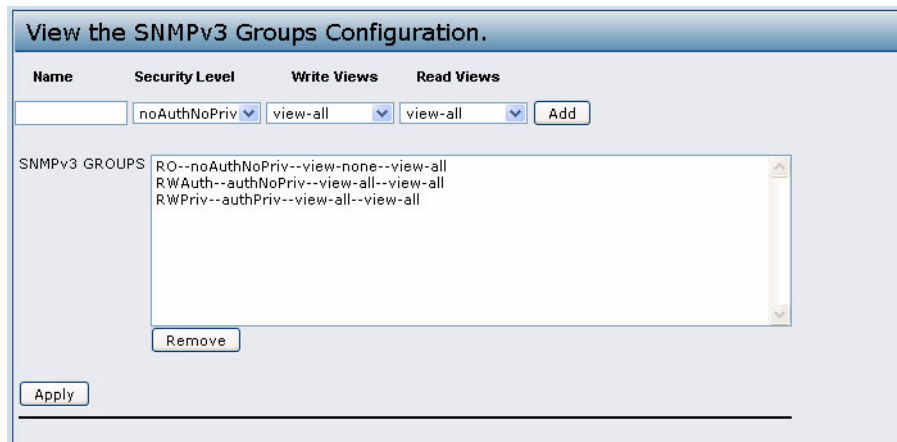 View the SNMPv3 Groups Configuration.
Name Security Level Write Views Read Views
noAuthNoPriv view-all view-all Add
SNMPv3 GROUPS
RO--noAuthNoPriv--view-none--view-all
RWAuth--authNoPriv--view-all--view-all
RWPriv--authPriv--view-all--view-all
Remove
Apply